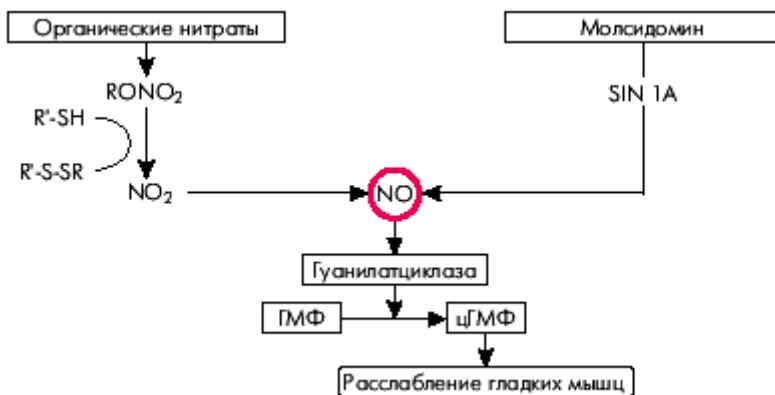 Органические нитраты
Молсидомин
RONO₂
SIN 1A
R'-SH
R'-S-SR
NO₂
NO
Гуанилатциклаза
ГМФ
цГМФ
Расслабление гладких мышц